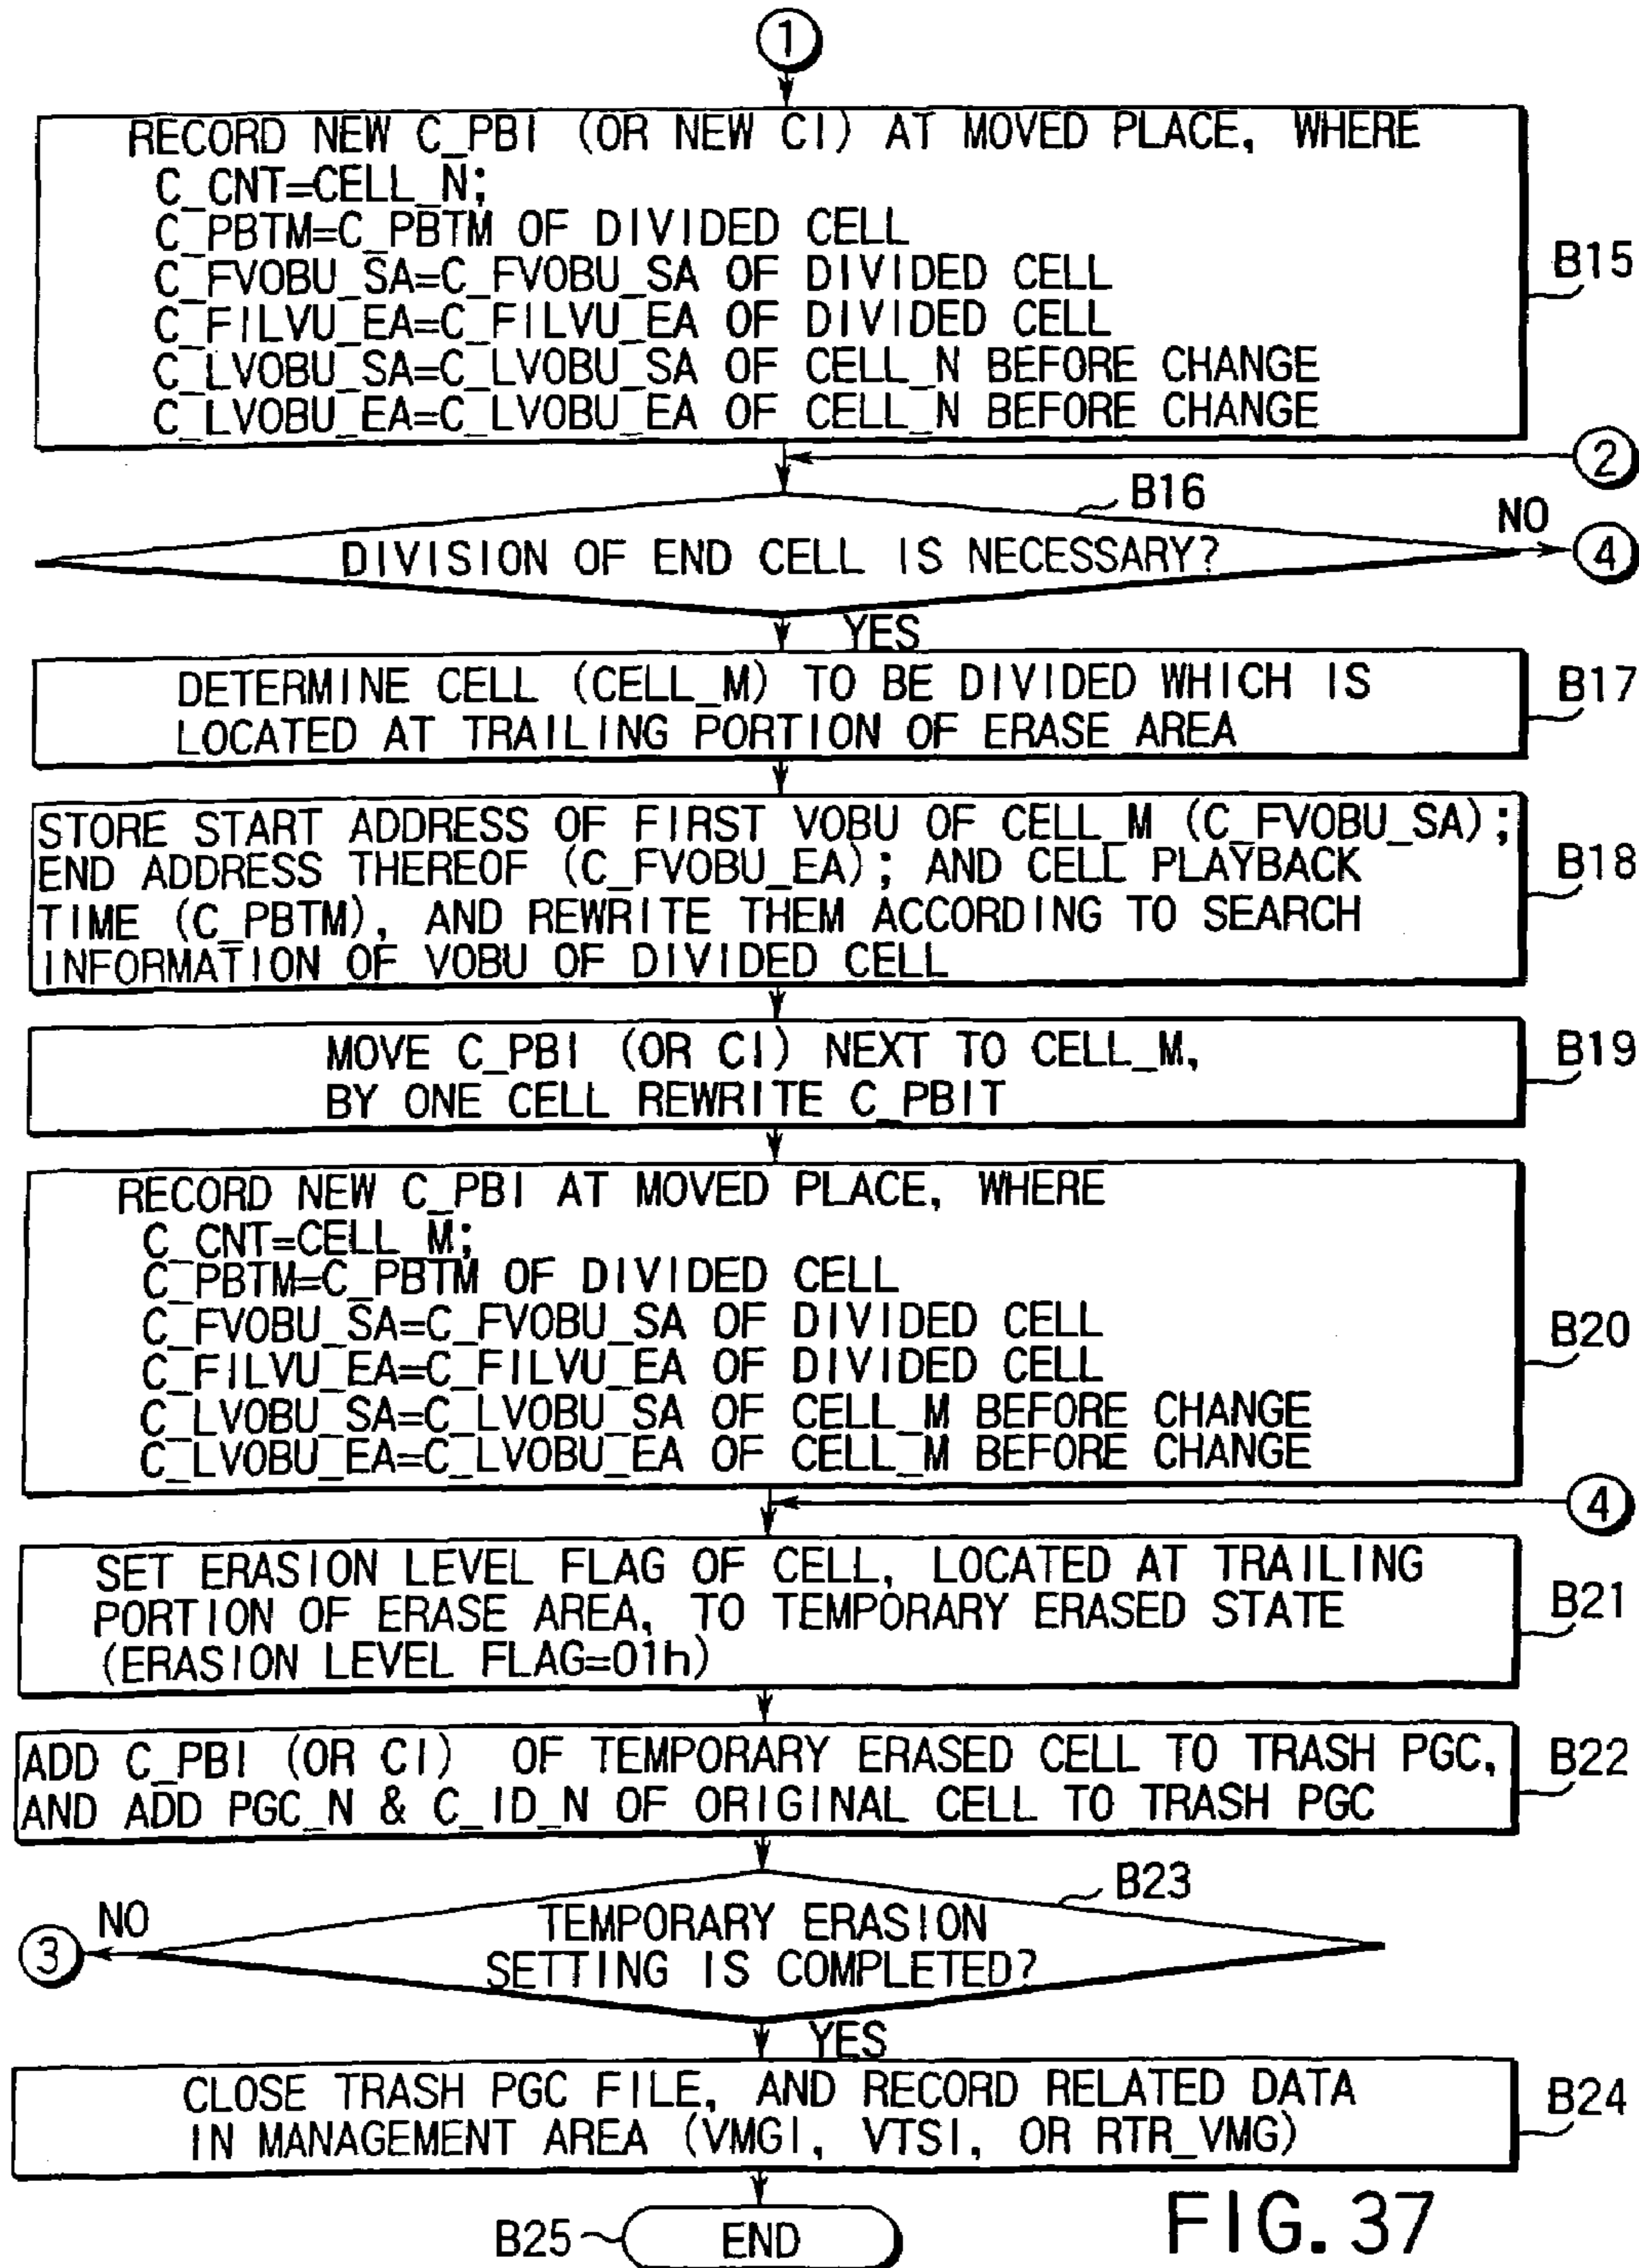 1
RECORD NEW C_PBI (OR NEW CI) AT MOVED PLACE, WHERE
C_CNT=CELL_N;
C_PBTM=C_PBTM OF DIVIDED CELL
C_FVOBU_SA=C_FVOBU_SA OF DIVIDED CELL
C_FILVU_EA=C_FILVU_EA OF DIVIDED CELL
C_LVOBU_SA=C_LVOBU_SA OF CELL_N BEFORE CHANGE
C_LVOBU_EA=C_LVOBU_EA OF CELL_N BEFORE CHANGE
B15
2
B16
DIVISION OF END CELL IS NECESSARY?
NO
4
YES
DETERMINE CELL (CELL_M) TO BE DIVIDED WHICH IS
LOCATED AT TRAILING PORTION OF ERASE AREA
B17
STORE START ADDRESS OF FIRST VOBU OF CELL_M (C_FVOBU_SA);
END ADDRESS THEREOF (C_FVOBU_EA); AND CELL PLAYBACK
TIME (C_PBTM), AND REWRITE THEM ACCORDING TO SEARCH
INFORMATION OF VOBU OF DIVIDED CELL
B18
MOVE C_PBI (OR CI) NEXT TO CELL_M,
BY ONE CELL REWRITE C_PBIT
B19
RECORD NEW C_PBI AT MOVED PLACE, WHERE
C_CNT=CELL_M;
C_PBTM=C_PBTM OF DIVIDED CELL
C_FVOBU_SA=C_FVOBU_SA OF DIVIDED CELL
C_FILVU_EA=C_FILVU_EA OF DIVIDED CELL
C_LVOBU_SA=C_LVOBU_SA OF CELL_M BEFORE CHANGE
C_LVOBU_EA=C_LVOBU_EA OF CELL_M BEFORE CHANGE
B20
4
SET ERASION LEVEL FLAG OF CELL, LOCATED AT TRAILING
PORTION OF ERASE AREA, TO TEMPORARY ERASED STATE
(ERASION LEVEL FLAG=01h)
B21
ADD C_PBI (OR CI) OF TEMPORARY ERASED CELL TO TRASH PGC,
AND ADD PGC_N & C_ID_N OF ORIGINAL CELL TO TRASH PGC
B22
B23
TEMPORARY ERASION
SETTING IS COMPLETED?
NO
3
YES
CLOSE TRASH PGC FILE, AND RECORD RELATED DATA
IN MANAGEMENT AREA (VMGI, VTSI, OR RTR_VMG)
B24
B25
END
FIG. 37